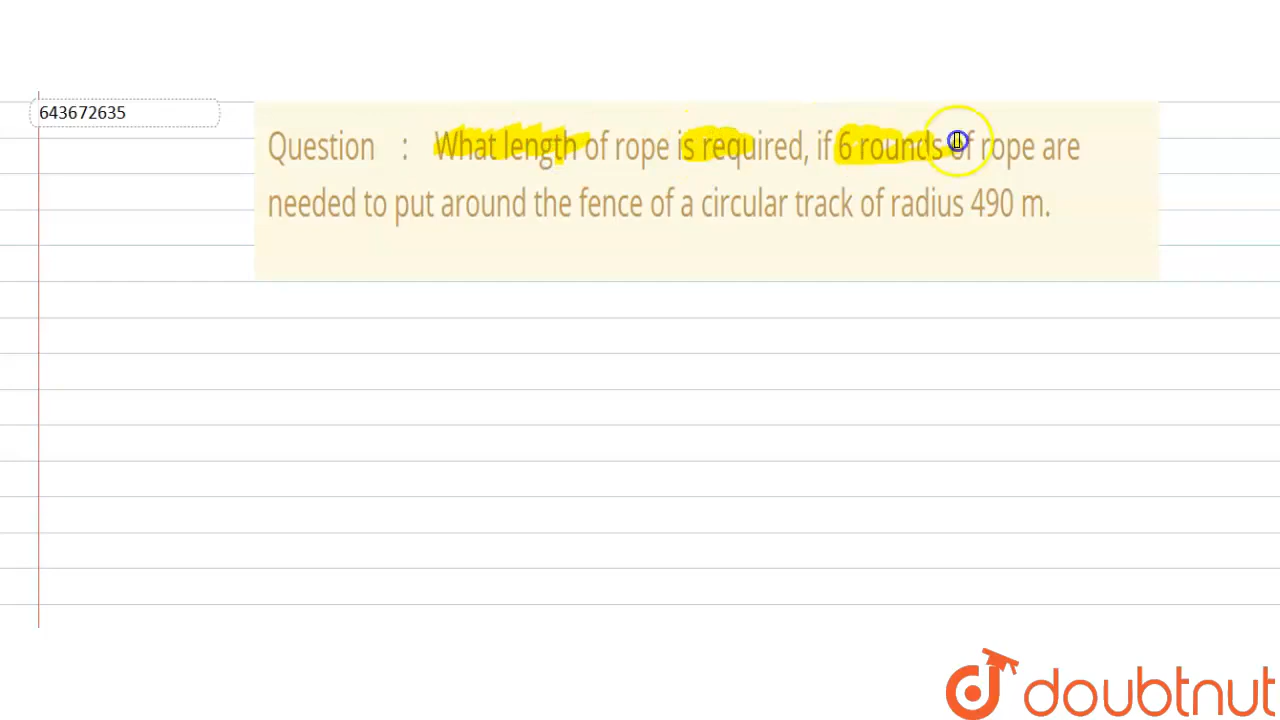 643672635
Question : What length of rope is required, if 6 rounds of rope are
needed to put around the fence of a circular track of radius 490 m.
doubtnut